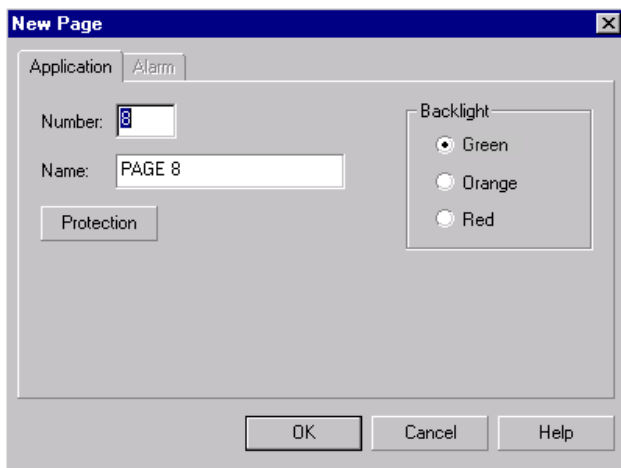 New Page
Application Alarm
Number: 8
Name: PAGE 8
Protection
Backlight
Green
Orange
Red
OK Cancel Help